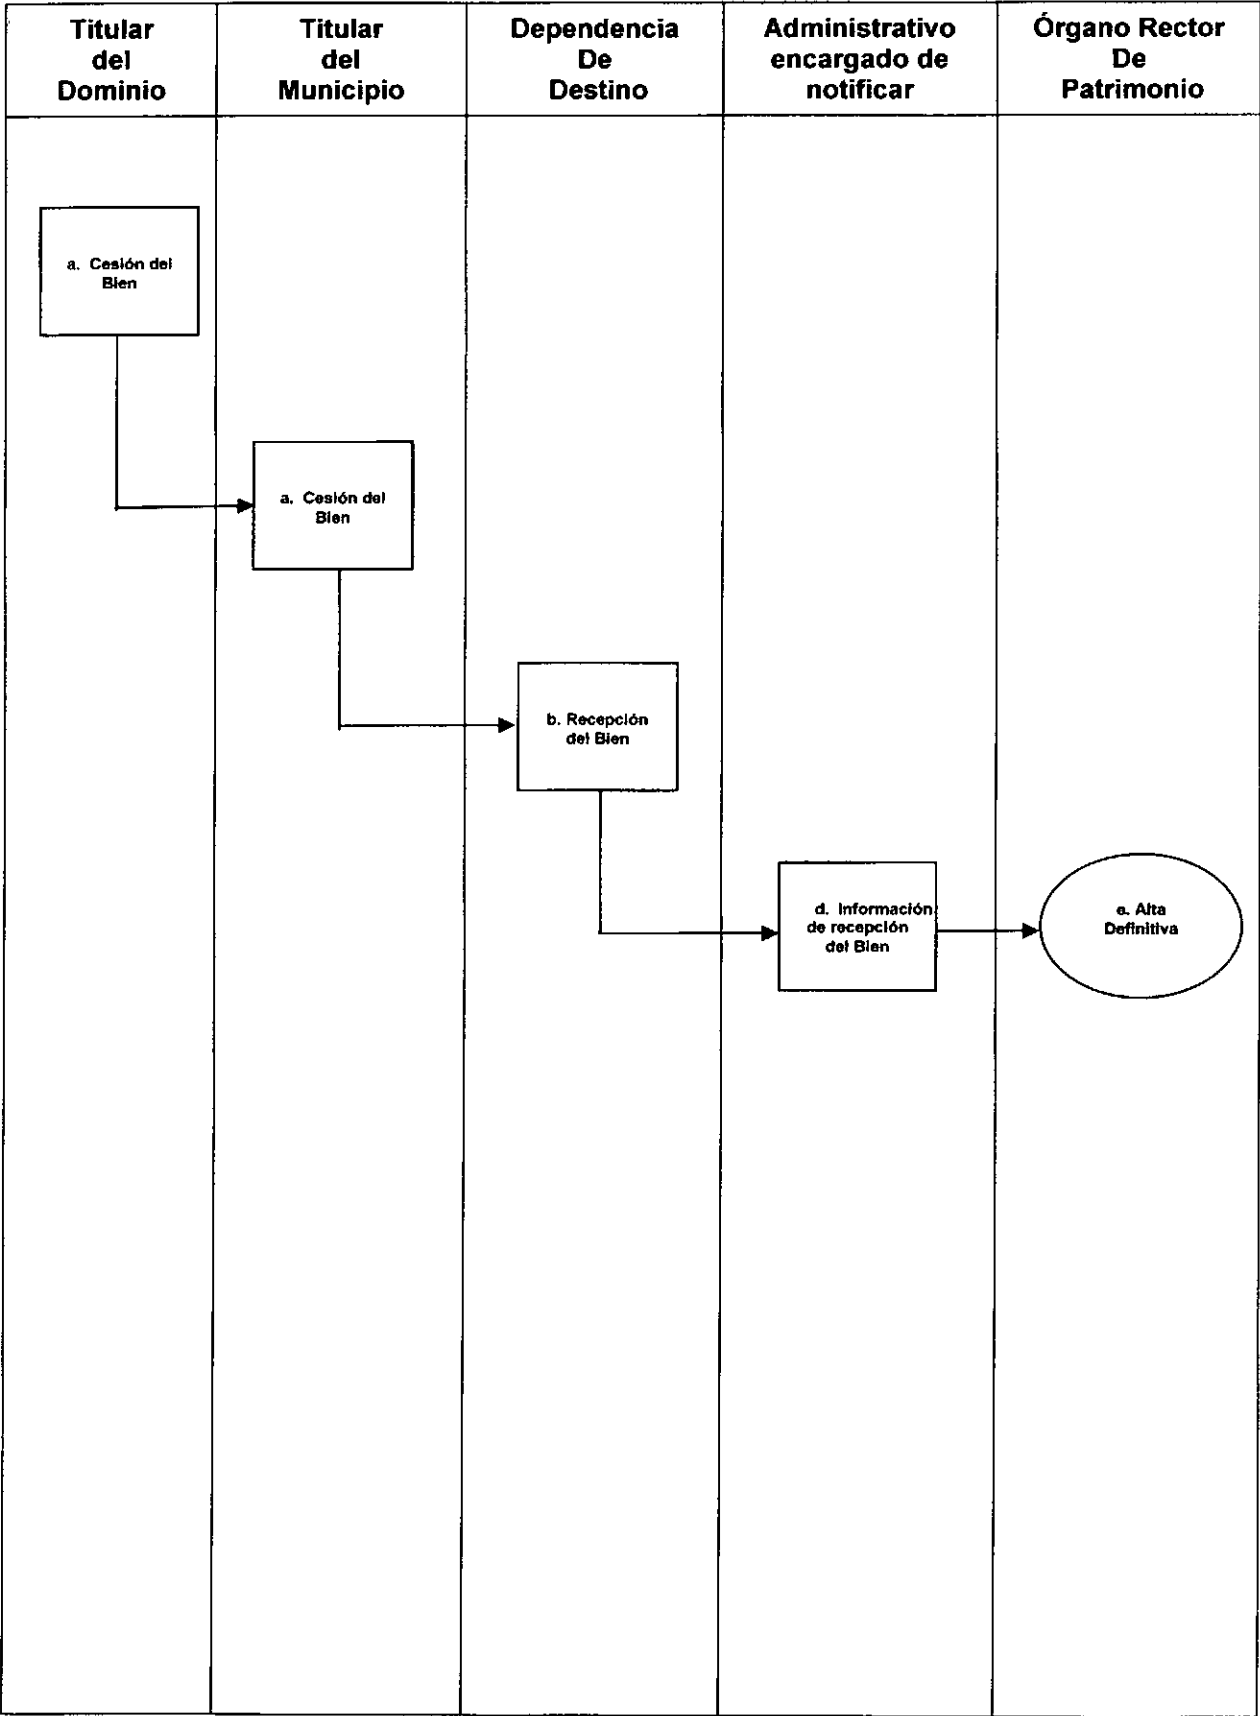 Titular
del
Dominio
Titular
del
Municipio
Dependencia
De
Destino
Administrativo
encargado de
notificar
Órgano Rector
De
Patrimonio
a. Cesión del
Bien
a. Cesión del
Bien
b. Recepción
del Bien
d. Información
de recepción
del Bien
e. Alta
Definitiva